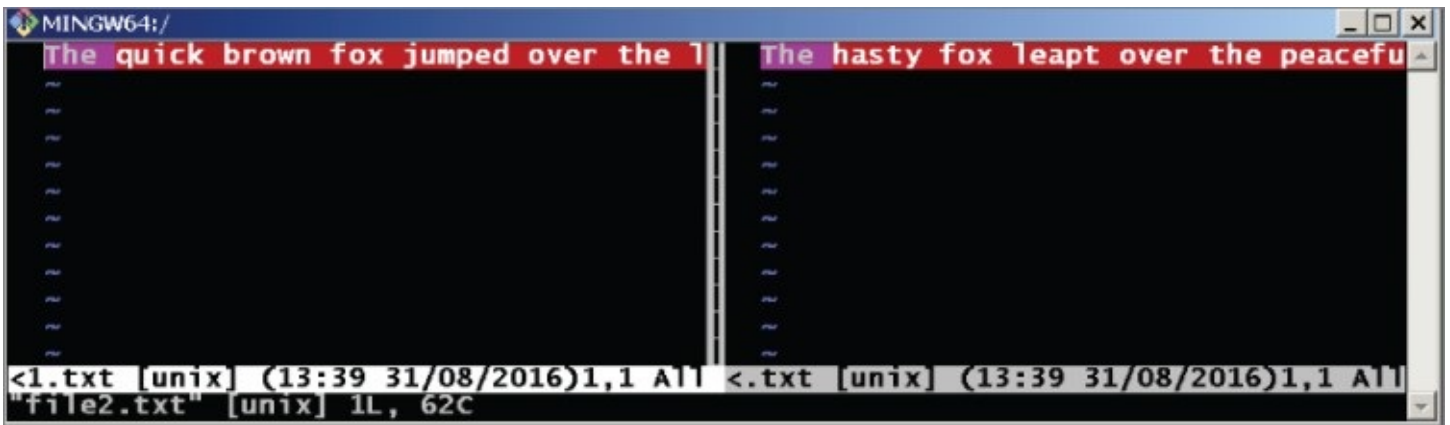 MINGW64:/
The quick brown fox jumped over the l The hasty fox leapt over the peacefu
~ ~
~ ~
~ ~
~ ~
~ ~
~ ~
~ ~
~ ~
~ ~
~ ~
~ ~
<1.txt [unix] (13:39 31/08/2016)1,1 All <.txt [unix] (13:39 31/08/2016)1,1 All
"file2.txt" [unix] 1L, 62C